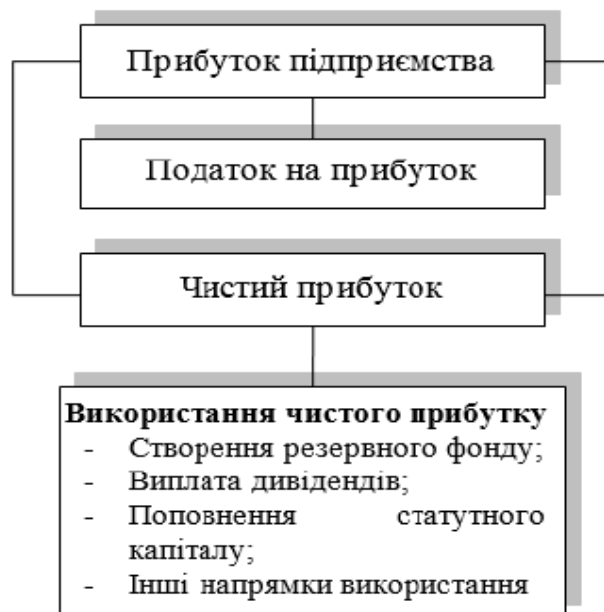 Прибуток підприємства
Податок на прибуток
Чистий прибуток
Використання чистого прибутку
- Створення резервного фонду;
- Виплата дивідендів;
- Поповнення статутного
капіталу;
- Інші напрямки використання